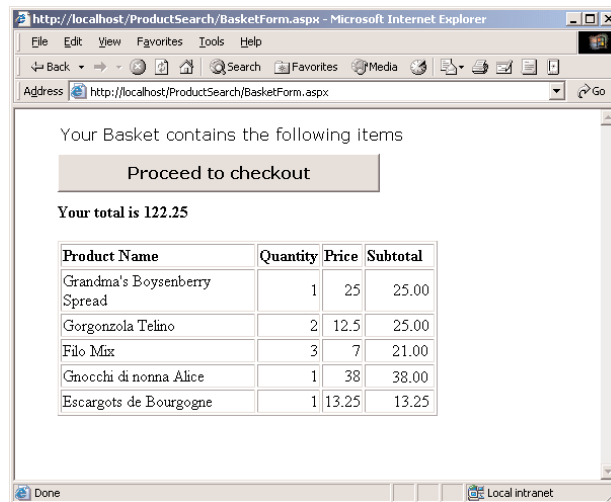 http://localhost/ProductSearch/BasketForm.aspx - Microsoft Internet Explorer
File Edit View Favorites Tools Help
Back Search Favorites Media
Address http://localhost/ProductSearch/BasketForm.aspx Go
Your Basket contains the following items
Proceed to checkout
Your total is 122.25
Product Name Quantity Price Subtotal
Grandma's Boysenberry
Spread 1 25 25.00
Gorgonzola Telino 2 12.5 25.00
Filo Mix 3 7 21.00
Gnocchi di nonna Alice 1 38 38.00
Escargots de Bourgogne 1 13.25 13.25
Done Local intranet